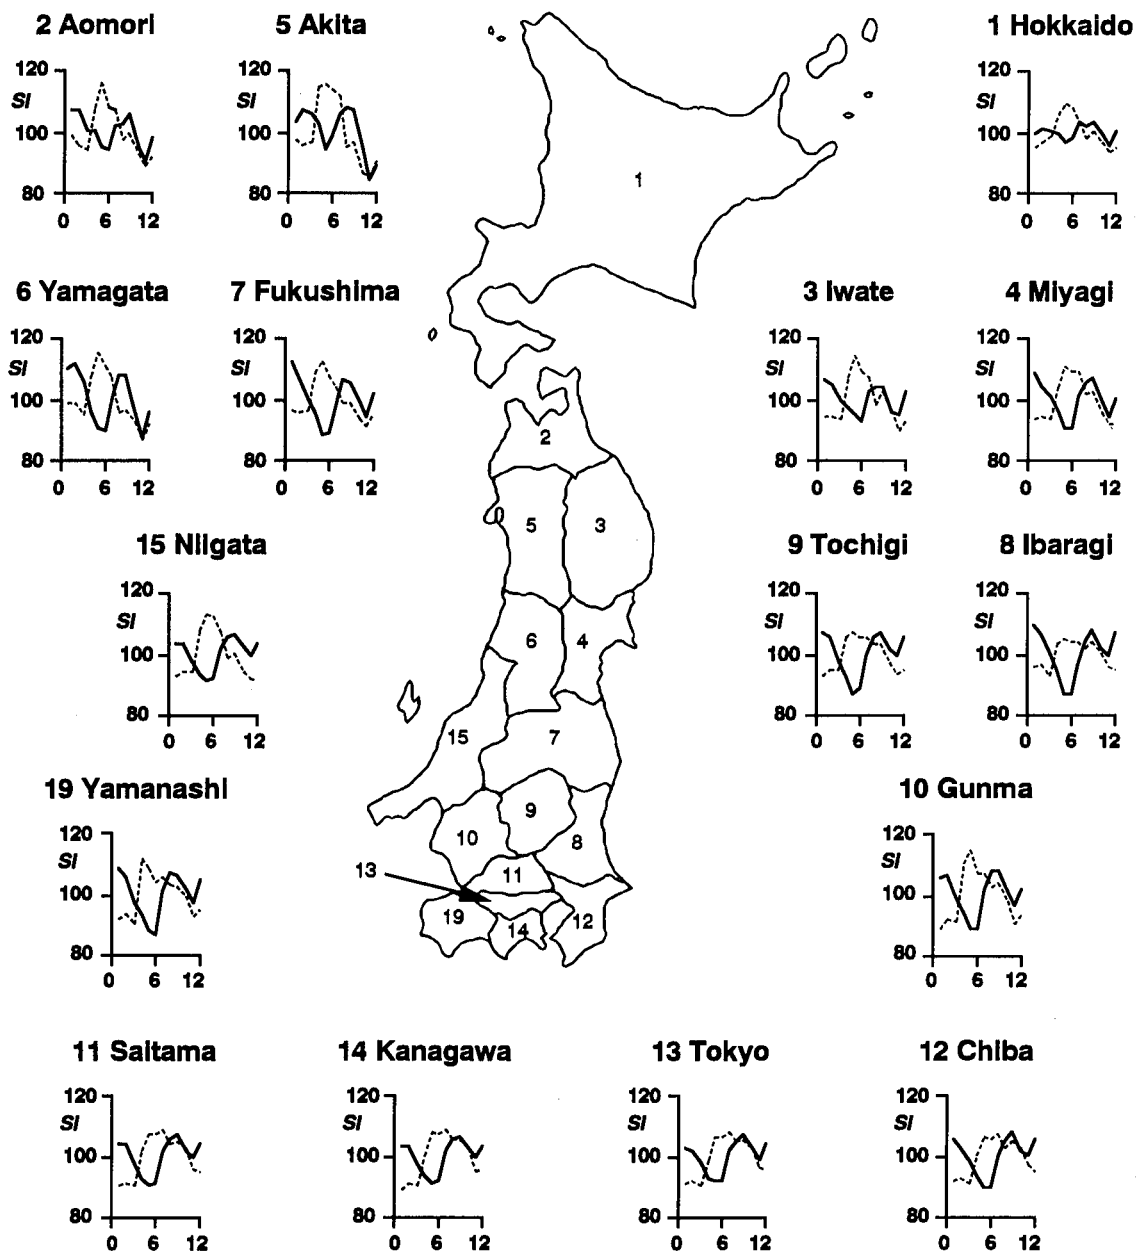 2 Aomori 5 Akita 1 Hokkaido
120 120 120
SI SI SI
100 100 100
80 80 80
0 6 12 0 6 12 0 6 12
1
6 Yamagata 7 Fukushima 3 Iwate 4 Miyagi
120 120 120 120
SI SI SI SI
100 100 100 100
80 80 80 80
0 6 12 0 6 12 0 6 12 0 6 12
2
5 3
15 Niigata 9 Tochigi 8 Ibaragi
120 120 120
SI SI SI
100 100 100
80 80 80
0 6 12 0 6 12 0 6 12
6 4
15 7
19 Yamanashi 10 Gunma
120 120
SI SI
100 100
80 80
0 6 12 0 6 12
9
10 8
13 11
19 14 12
11 Saitama 14 Kanagawa 13 Tokyo 12 Chiba
120 120 120 120
SI SI SI SI
100 100 100 100
80 80 80 80
0 6 12 0 6 12 0 6 12 0 6 12